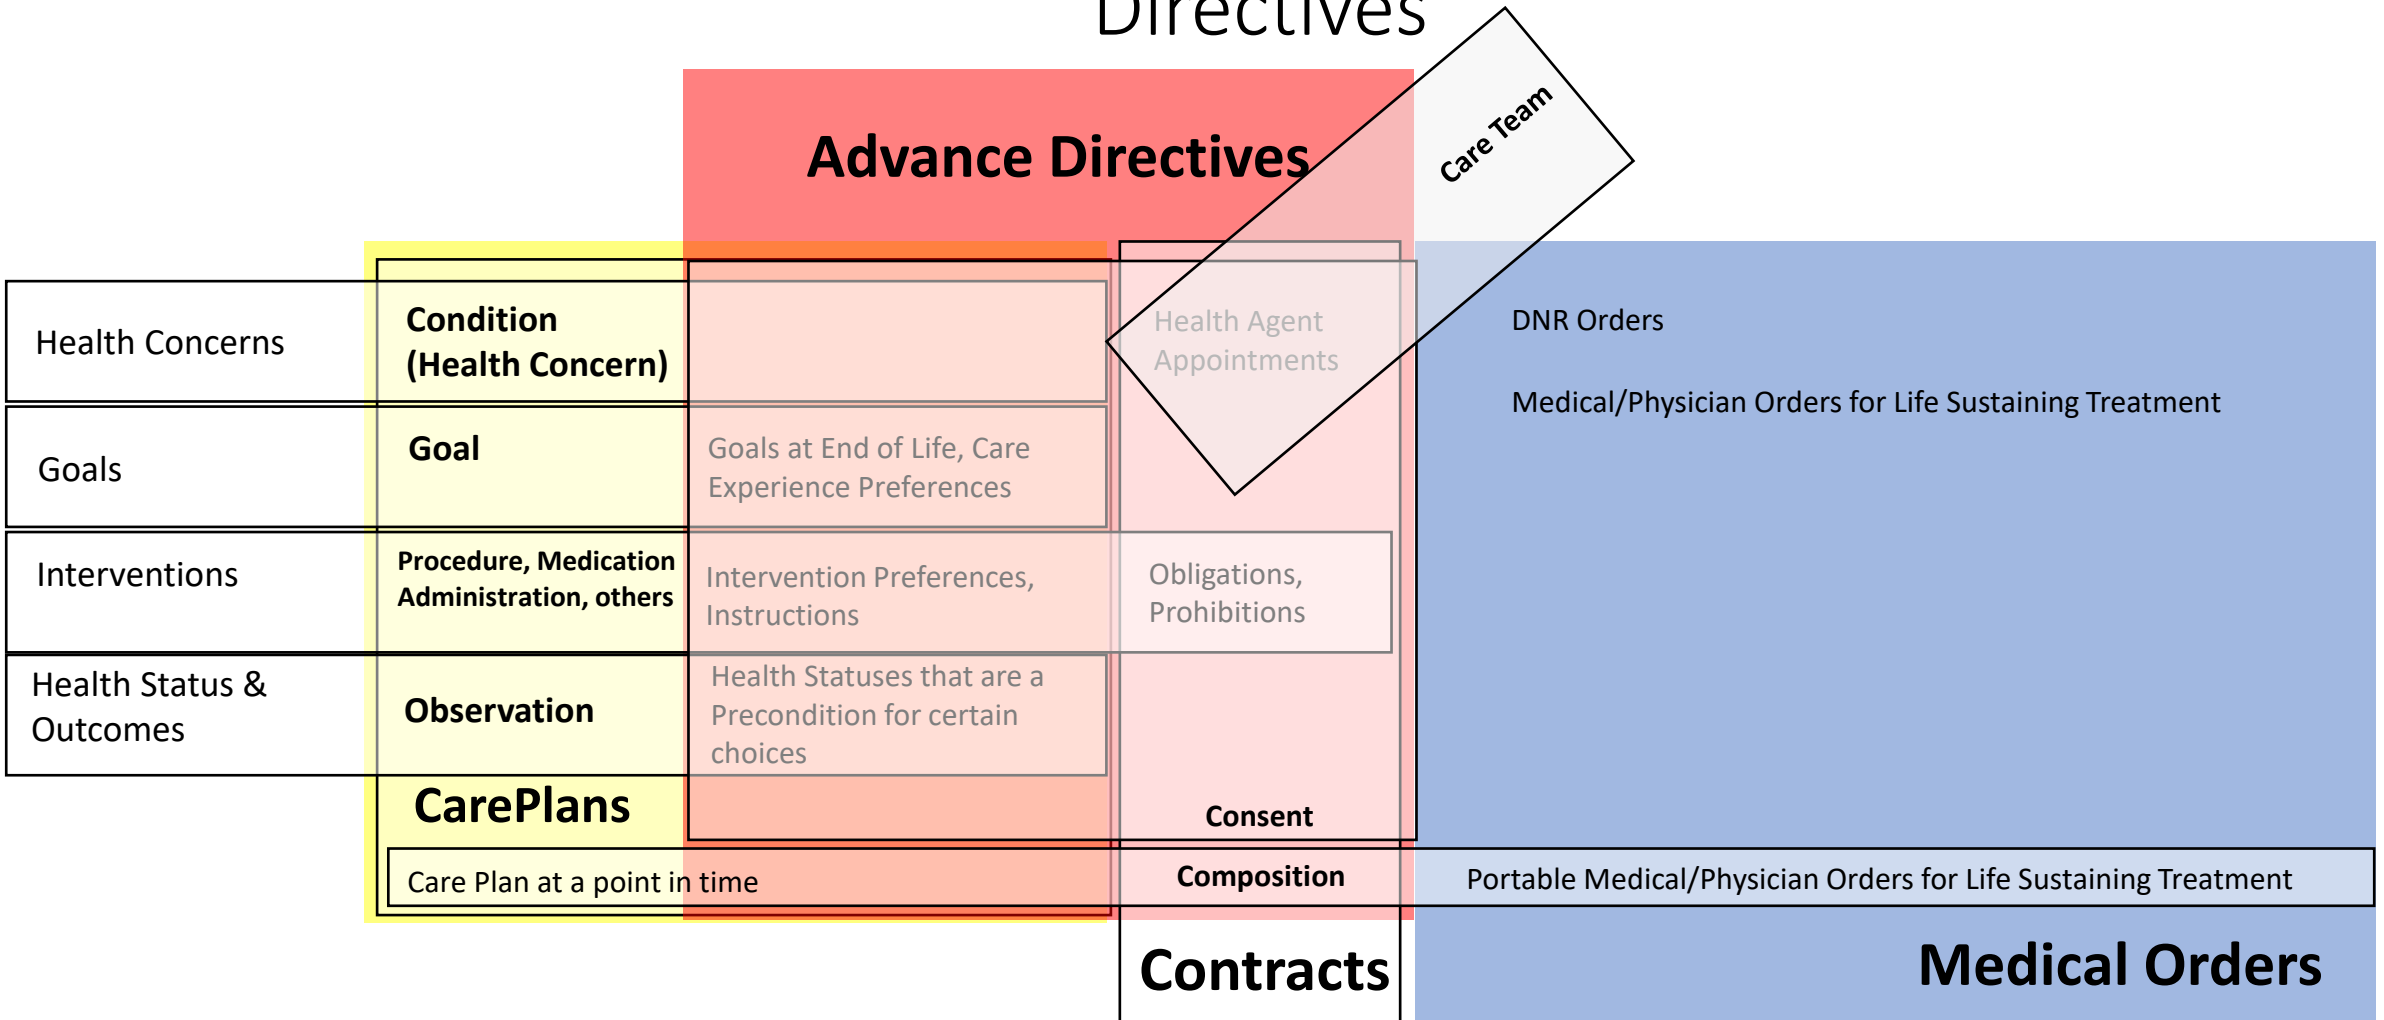 Directives
Advance Directives
Care Team
Health Concerns
Condition
(Health Concern)
Health Agent
Appointments
DNR Orders
Medical/Physician Orders for Life Sustaining Treatment
Goals
Goal
Goals at End of Life, Care
Experience Preferences
Interventions
Procedure, Medication
Administration, others
Intervention Preferences,
Instructions
Obligations,
Prohibitions
Health Status &
Outcomes
Observation
Health Statuses that are a
Precondition for certain
choices
CarePlans
Consent
Care Plan at a point in time
Composition
Portable Medical/Physician Orders for Life Sustaining Treatment
Contracts
Medical Orders